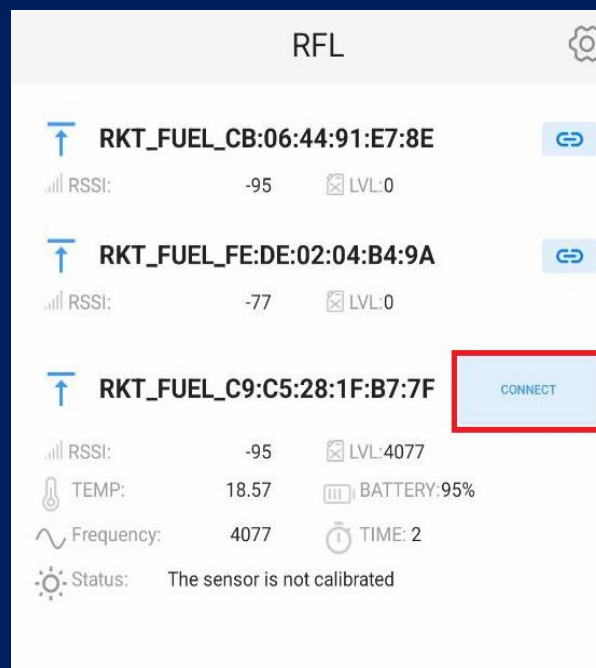 RFL
RKT_FUEL_CB:06:44:91:E7:8E
RSSI: -95 LVL:0
RKT_FUEL_FE:DE:02:04:B4:9A
RSSI: -77 LVL:0
RKT_FUEL_C9:C5:28:1F:B7:7F CONNECT
RSSI: -95 LVL:4077
TEMP: 18.57 BATTERY:95%
Frequency: 4077 TIME: 2
Status: The sensor is not calibrated